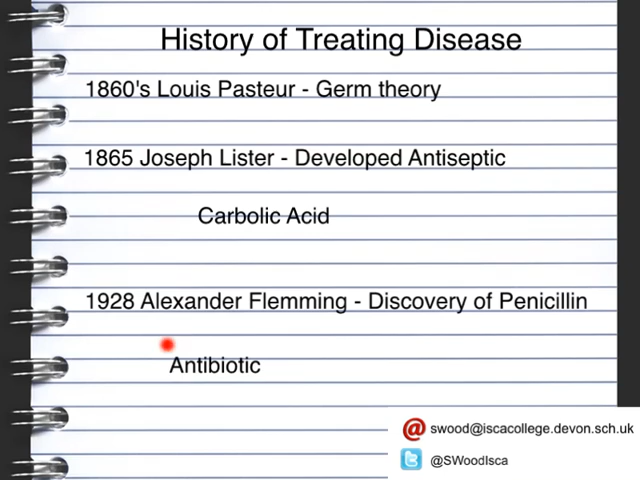 History of Treating Disease
1860's Louis Pasteur - Germ theory
1865 Joseph Lister - Developed Antiseptic
Carbolic Acid
1928 Alexander Flemming - Discovery of Penicillin
Antibiotic
@ swood@iscacollege.devon.sch.uk
@SWoodIsca